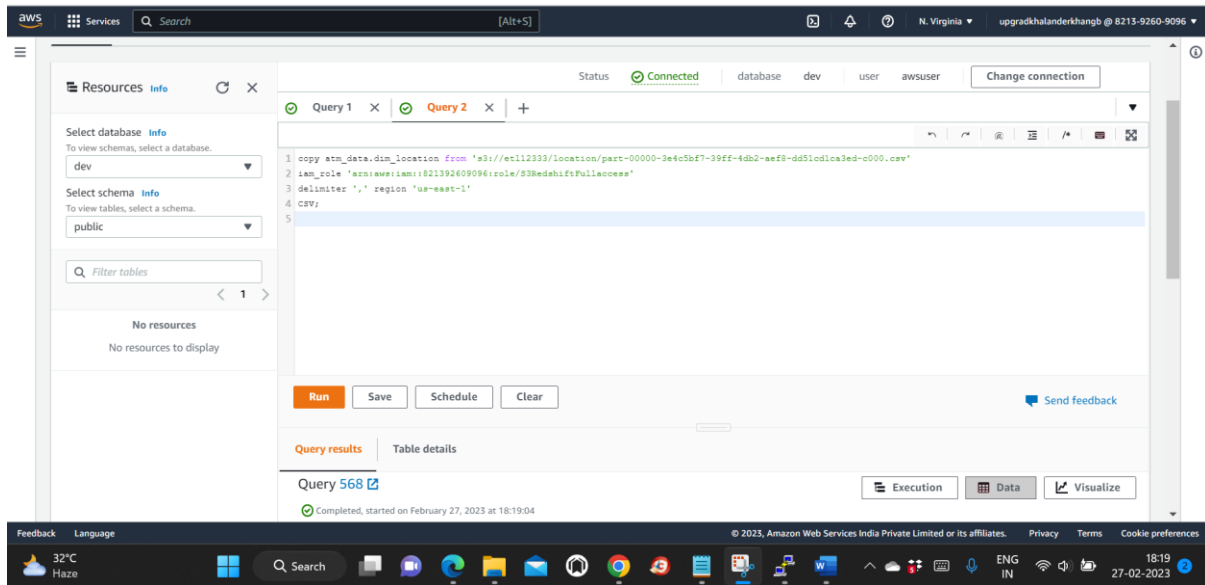 aws Services Search [Alt+S] N. Virginia upgradkhalanderkhangb @ 8213-9260-9096
Resources Info
Status Connected database dev user awsuser Change connection
Query 1 Query 2
Select database Info
To view schemas, select a database.
dev
Select schema Info
To view tables, select a schema.
public
Filter tables
1
No resources
No resources to display
1 copy atm_data.dim_location from 's3://etl12333/location/part-00000-3e4c5bf7-39ff-4db2-aef8-dd51cd1ca3ed-c000.csv'
2 iam_role 'arn:aws:iam::821392609096:role/S3RedshiftFullaccess'
3 delimiter ',' region 'us-east-1'
4 CSV;
5
Run Save Schedule Clear
Send feedback
Query results Table details
Query 568
Execution Data Visualize
Completed, started on February 27, 2023 at 18:19:04
Feedback Language © 2023, Amazon Web Services India Private Limited or its affiliates. Privacy Terms Cookie preferences
32°C
Haze
Search
ENG
IN
18:19
27-02-2023
2